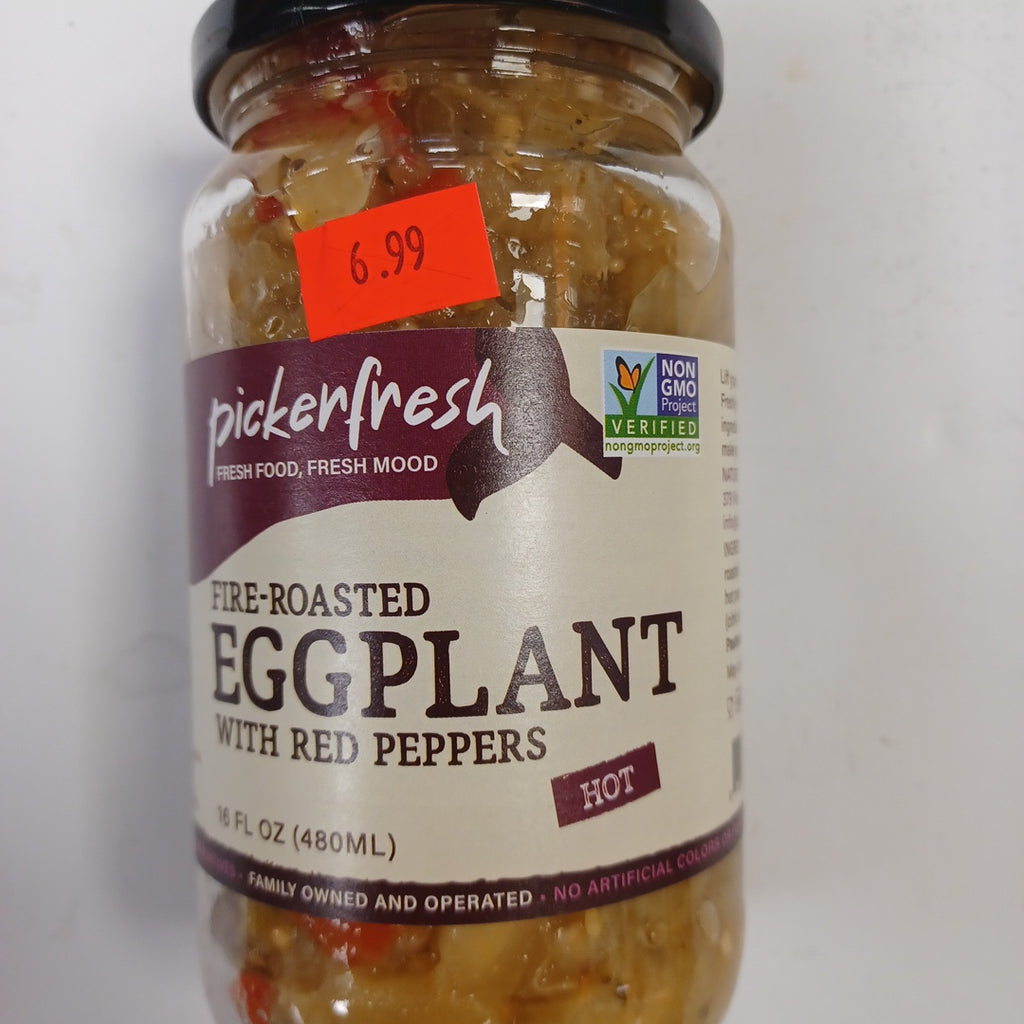 6.99
pickerfresh
FRESH FOOD, FRESH MOOD
NON
GMO
Project
VERIFIED
nongmoproject.org
FIRE-ROASTED
EGGPLANT
WITH RED PEPPERS
HOT
16 FL OZ (480ML)
· FAMILY OWNED AND OPERATED · NO ARTIFICIAL COLORS